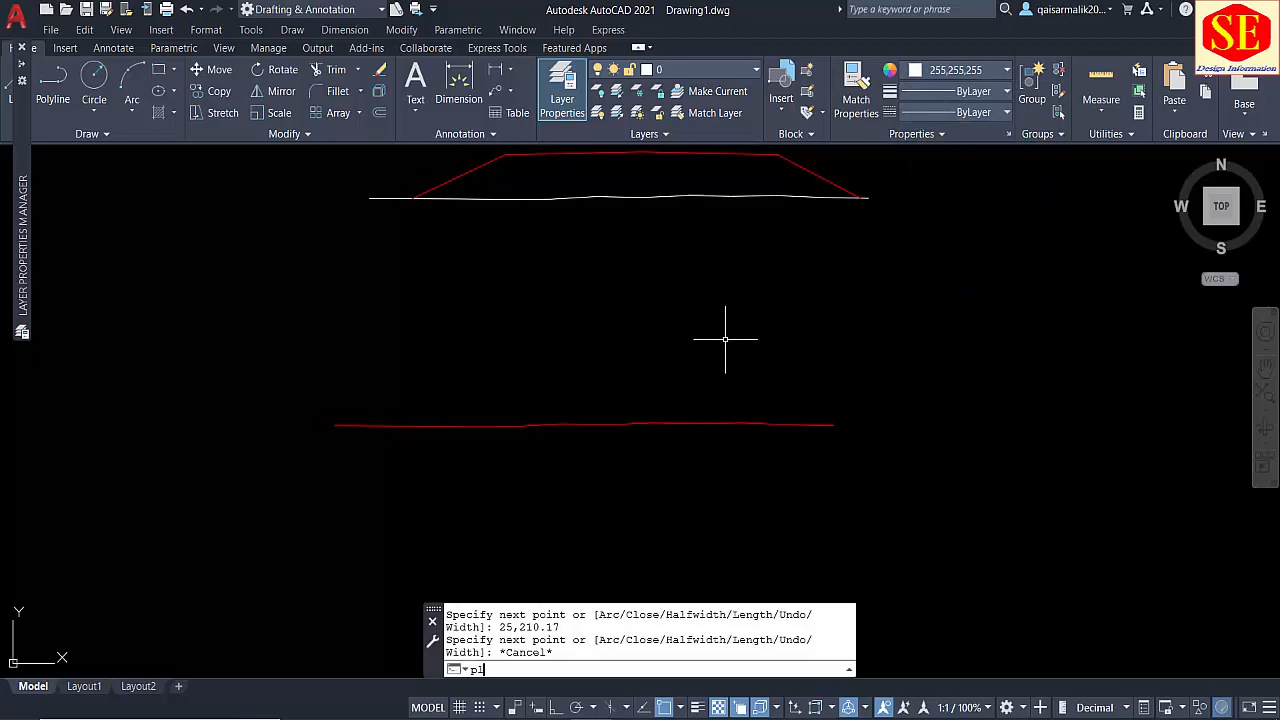 Drafting & Annotation
Autodesk AutoCAD 2021 Drawing1.dwg
Type a keyword or phrase
qaisarmalik20...
SE
Design Information
File Edit View Insert Format Tools Draw Dimension Modify Parametric Window Help Express
Insert Annotate Parametric View Manage Output Add-ins Collaborate Express Tools Featured Apps
Move Rotate Trim
0
255,255,255
Polyline Circle Arc
Copy Mirror Fillet
Text Dimension
Layer Properties
Make Current
Insert
Match Properties
ByLayer
Group
Measure
Paste
Base
Stretch Scale Array
Table
Match Layer
ByLayer
Draw Modify Annotation Layers Block Properties Groups Utilities Clipboard View
LAYER PROPERTIES MANAGER
N
W TOP E
S
WCS
Y
X
Specify next point or [Arc/Close/Halfwidth/Length/Undo/
Width]: 25,210.17
Specify next point or [Arc/Close/Halfwidth/Length/Undo/
Width]: *Cancel*
pl
Model Layout1 Layout2 +
MODEL 1:1 / 100% Decimal